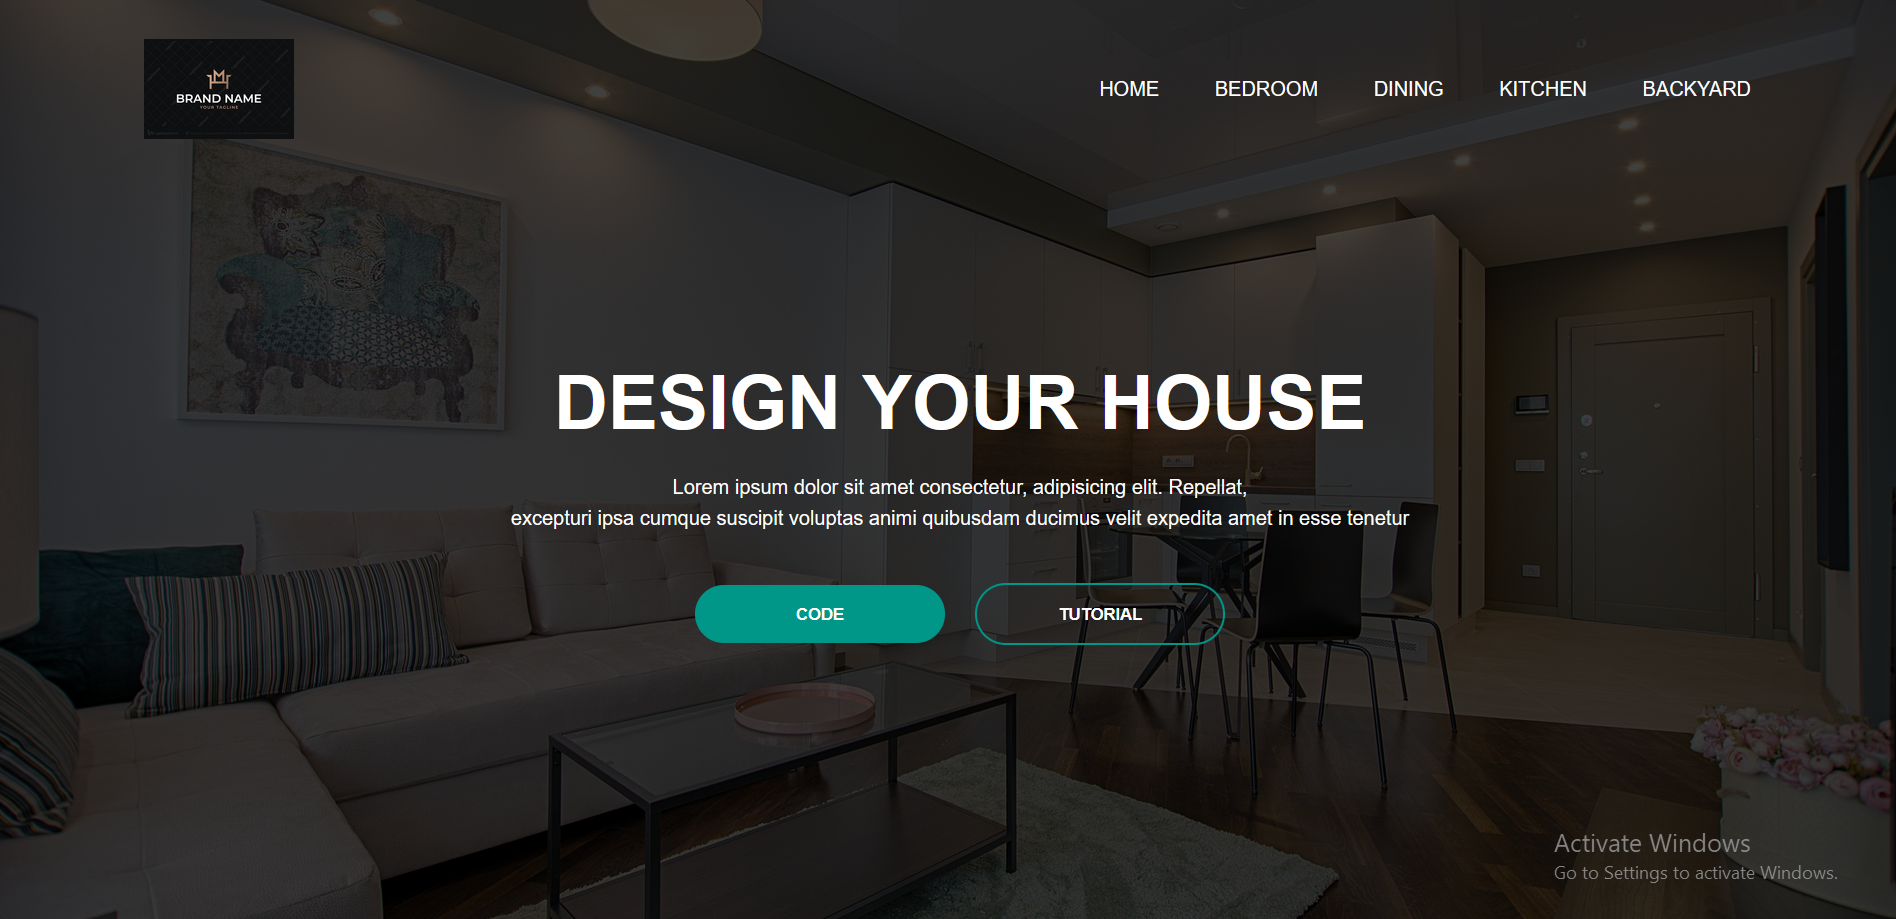 BRAND NAME
YOUR TAGLINE
HOME BEDROOM DINING KITCHEN BACKYARD
DESIGN YOUR HOUSE
Lorem ipsum dolor sit amet consectetur, adipisicing elit. Repellat,
excepturi ipsa cumque suscipit voluptas animi quibusdam ducimus velit expedita amet in esse tenetur
CODE TUTORIAL
Activate Windows
Go to Settings to activate Windows.